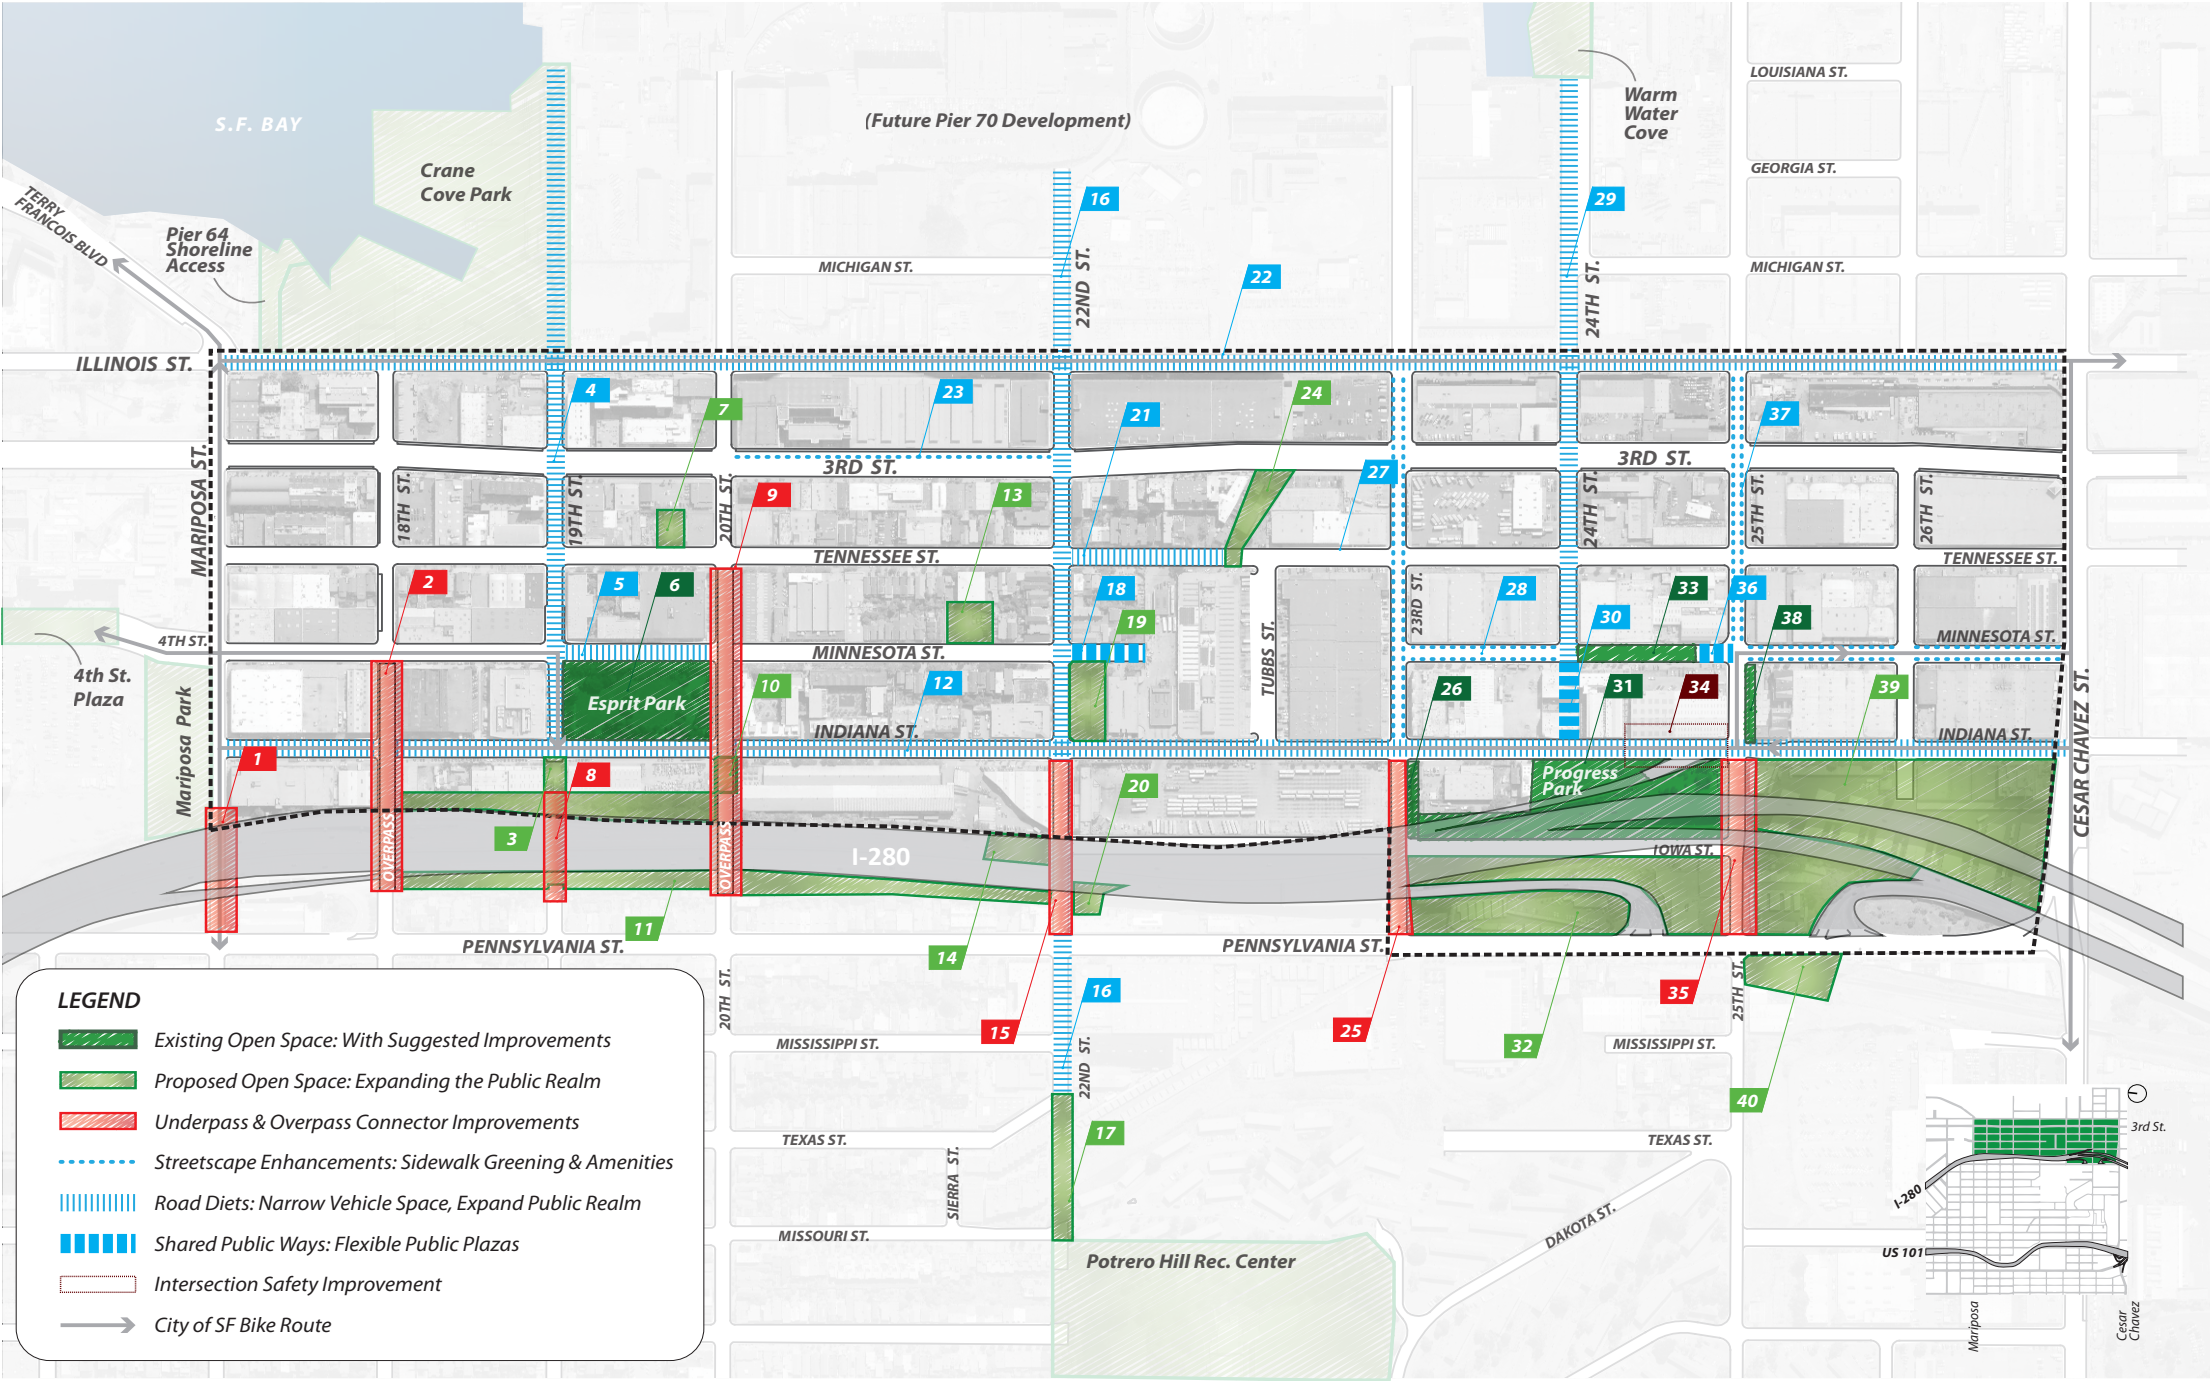 LOUISIANA ST.
Warm
Water
Cove
(Future Pier 70 Development)
S.F. BAY
Crane
Cove Park
GEORGIA ST.
TERRY
FRANCOIS BLVD
16
29
Pier 64
Shoreline
Access
MICHIGAN ST.
22ND ST.
22
24TH ST.
MICHIGAN ST.
ILLINOIS ST.
4
7
23
21
24
37
MARIPOSA ST.
3RD ST.
3RD ST.
27
18TH ST.
19TH ST.
20TH ST.
9
13
24TH ST.
25TH ST.
26TH ST.
TENNESSEE ST.
TENNESSEE ST.
2
5
6
18
19
23RD ST.
28
30
33
36
38
4TH ST.
TUBBS ST.
MINNESOTA ST.
MINNESOTA ST.
4th St.
Plaza
Mariposa Park
Esprit Park
10
12
26
31
34
39
CESAR CHAVEZ ST.
INDIANA ST.
INDIANA ST.
1
8
20
Progress
Park
3
OVERPASS
OVERPASS
I-280
IOWA ST.
11
14
PENNSYLVANIA ST.
PENNSYLVANIA ST.
20TH ST.
16
15
25
32
35
25TH ST.
40
LEGEND
Existing Open Space: With Suggested Improvements
Proposed Open Space: Expanding the Public Realm
Underpass & Overpass Connector Improvements
Streetscape Enhancements: Sidewalk Greening & Amenities
Road Diets: Narrow Vehicle Space, Expand Public Realm
Shared Public Ways: Flexible Public Plazas
Intersection Safety Improvement
City of SF Bike Route
MISSISSIPPI ST.
22ND ST.
MISSISSIPPI ST.
17
TEXAS ST.
TEXAS ST.
SIERRA ST.
MISSOURI ST.
DAKOTA ST.
Potrero Hill Rec. Center
3rd St.
I-280
US 101
Mariposa
Cesar
Chavez